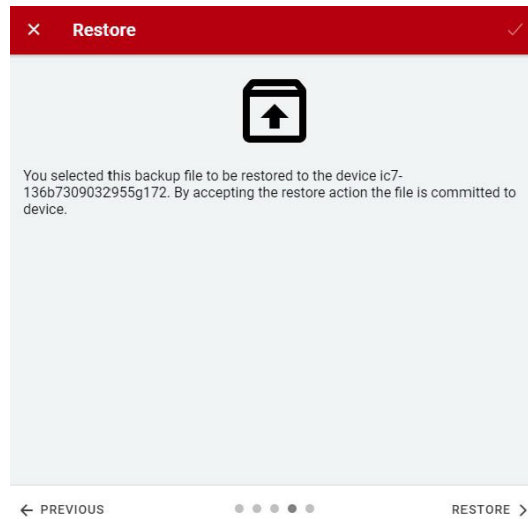 Restore
You selected this backup file to be restored to the device ic7-
136b7309032955g172. By accepting the restore action the file is committed to
device.
PREVIOUS
RESTORE